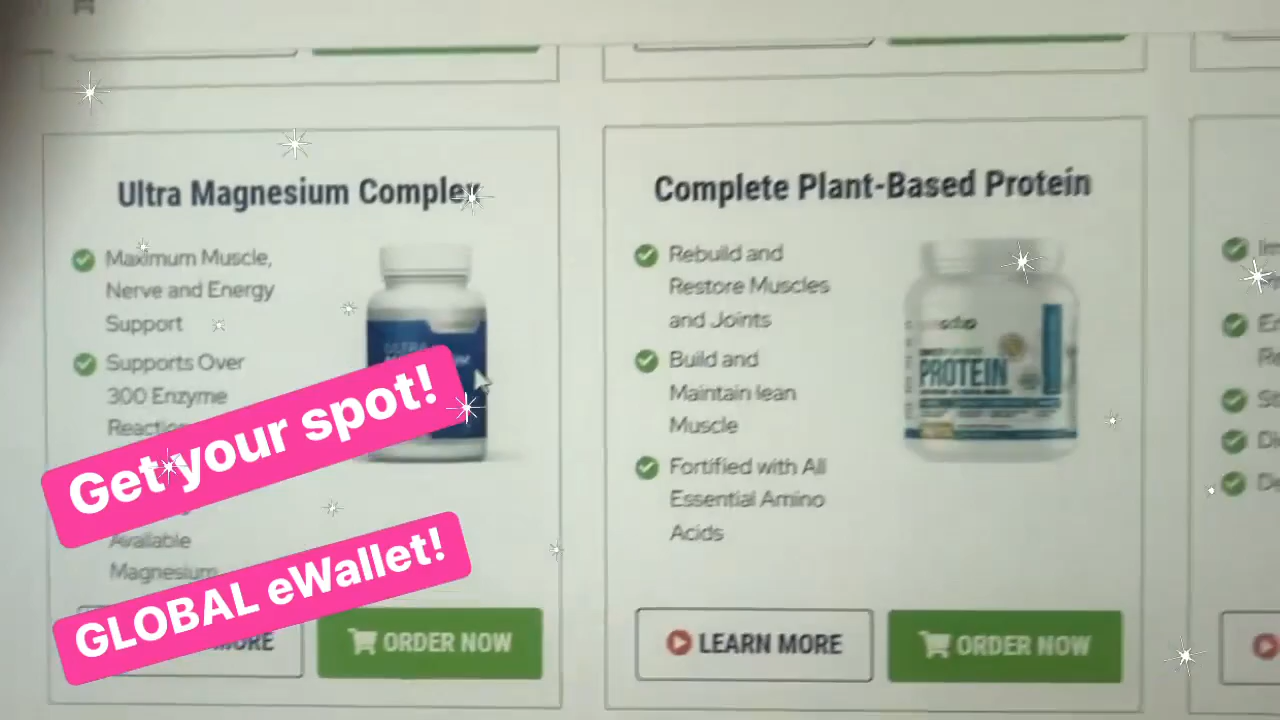 Ultra Magnesium Complex
Maximum Muscle,
Nerve and Energy
Support
Supports Over
300 Enzyme
Available
Magnesium
ORDER NOW
Complete Plant-Based Protein
Rebuild and
Restore Muscles
and Joints
Build and
Maintain lean
Muscle
Fortified with All
Essential Amino
Acids
PROTEIN
LEARN MORE
ORDER NOW
Get your spot!
GLOBAL eWallet!